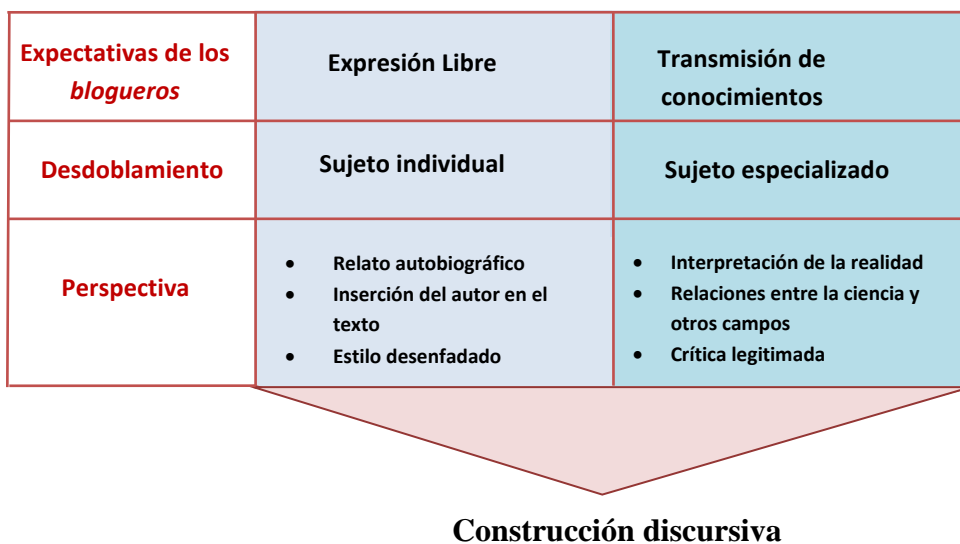 Expectativas de los
blogueros
Expresión Libre
Transmisión de
conocimientos
Desdoblamiento
Sujeto individual
Sujeto especializado
Perspectiva
• Relato autobiográfico
• Inserción del autor en el
texto
• Estilo desenfadado
• Interpretación de la realidad
• Relaciones entre la ciencia y
otros campos
• Crítica legitimada
Construcción discursiva